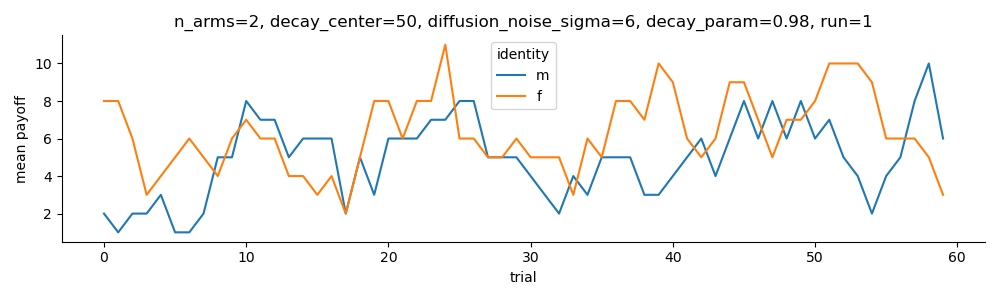 n_arms=2, decay_center=50, diffusion_noise_sigma=6, decay_param=0.98, run=1
identity
m
f
mean payoff
10
8
6
4
2
0
10
20
30
40
50
60
trial